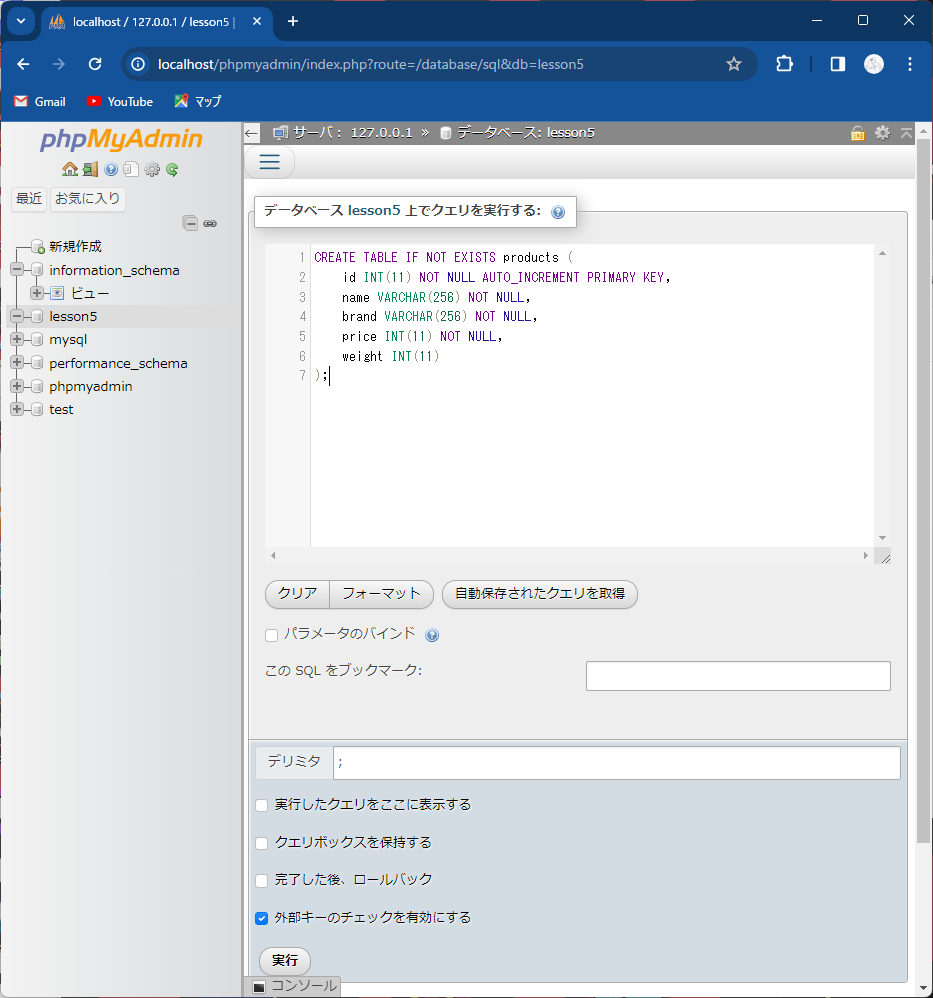 localhost / 127.0.0.1 / lesson5 |
localhost/phpmyadmin/index.php?route=/database/sql&db=lesson5
Gmail
YouTube
マップ
phpMyAdmin
最近
お気に入り
新規作成
information_schema
ビュー
lesson5
mysql
performance_schema
phpmyadmin
test
サーバ: 127.0.0.1 » データベース: lesson5
データベース lesson5 上でクエリを実行する:
1 CREATE TABLE IF NOT EXISTS products (
2 id INT(11) NOT NULL AUTO_INCREMENT PRIMARY KEY,
3 name VARCHAR(256) NOT NULL,
4 brand VARCHAR(256) NOT NULL,
5 price INT(11) NOT NULL,
6 weight INT(11)
7 );
クリア
フォーマット
自動保存されたクエリを取得
パラメータのバインド
この SQL をブックマーク:
デリミタ ;
実行したクエリをここに表示する
クエリボックスを保持する
完了した後、ロールバック
外部キーのチェックを有効にする
実行
コンソール